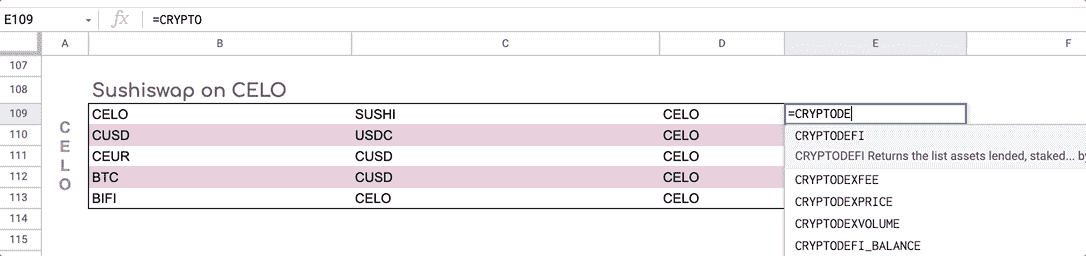 E109 fx =CRYPTO
A B C D E F
107
108 Sushiswap on CELO
109 CELO SUSHI CELO =CRYPTODE
110 CUSD USDC CELO CRYPTODEFI
111 CEUR CUSD CELO CRYPTODEFI Returns the list assets lended, staked... by
112 BTC CUSD CELO CRYPTODEXFEE
113 BIFI CELO CELO CRYPTODEXPRICE
114 CRYPTODEXVOLUME
115 CRYPTODEFI_BALANCE
CELO